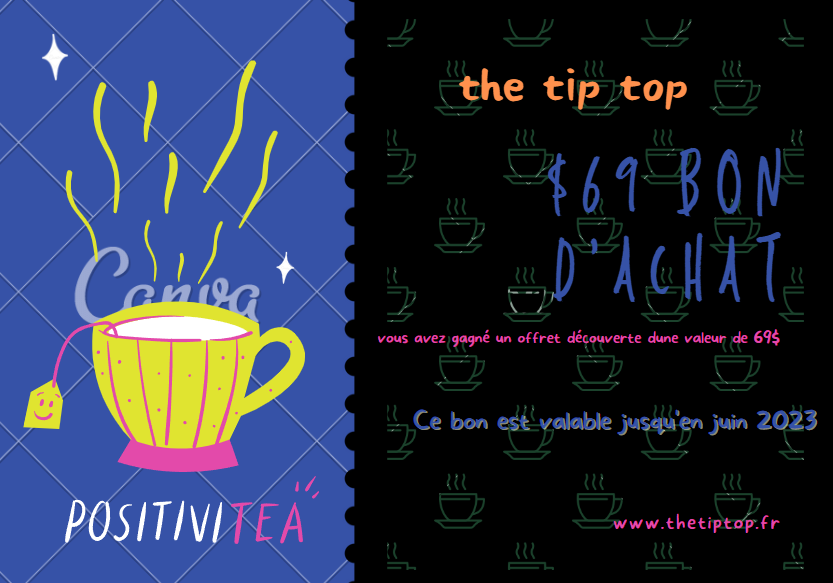 Canva
POSITIVITEA
the tip top
$69 BON
D'ACHAT
vous avez gagné un offret découverte dune valeur de 69$
Ce bon est valable jusqu'en juin 2023
www.thetiptop.fr